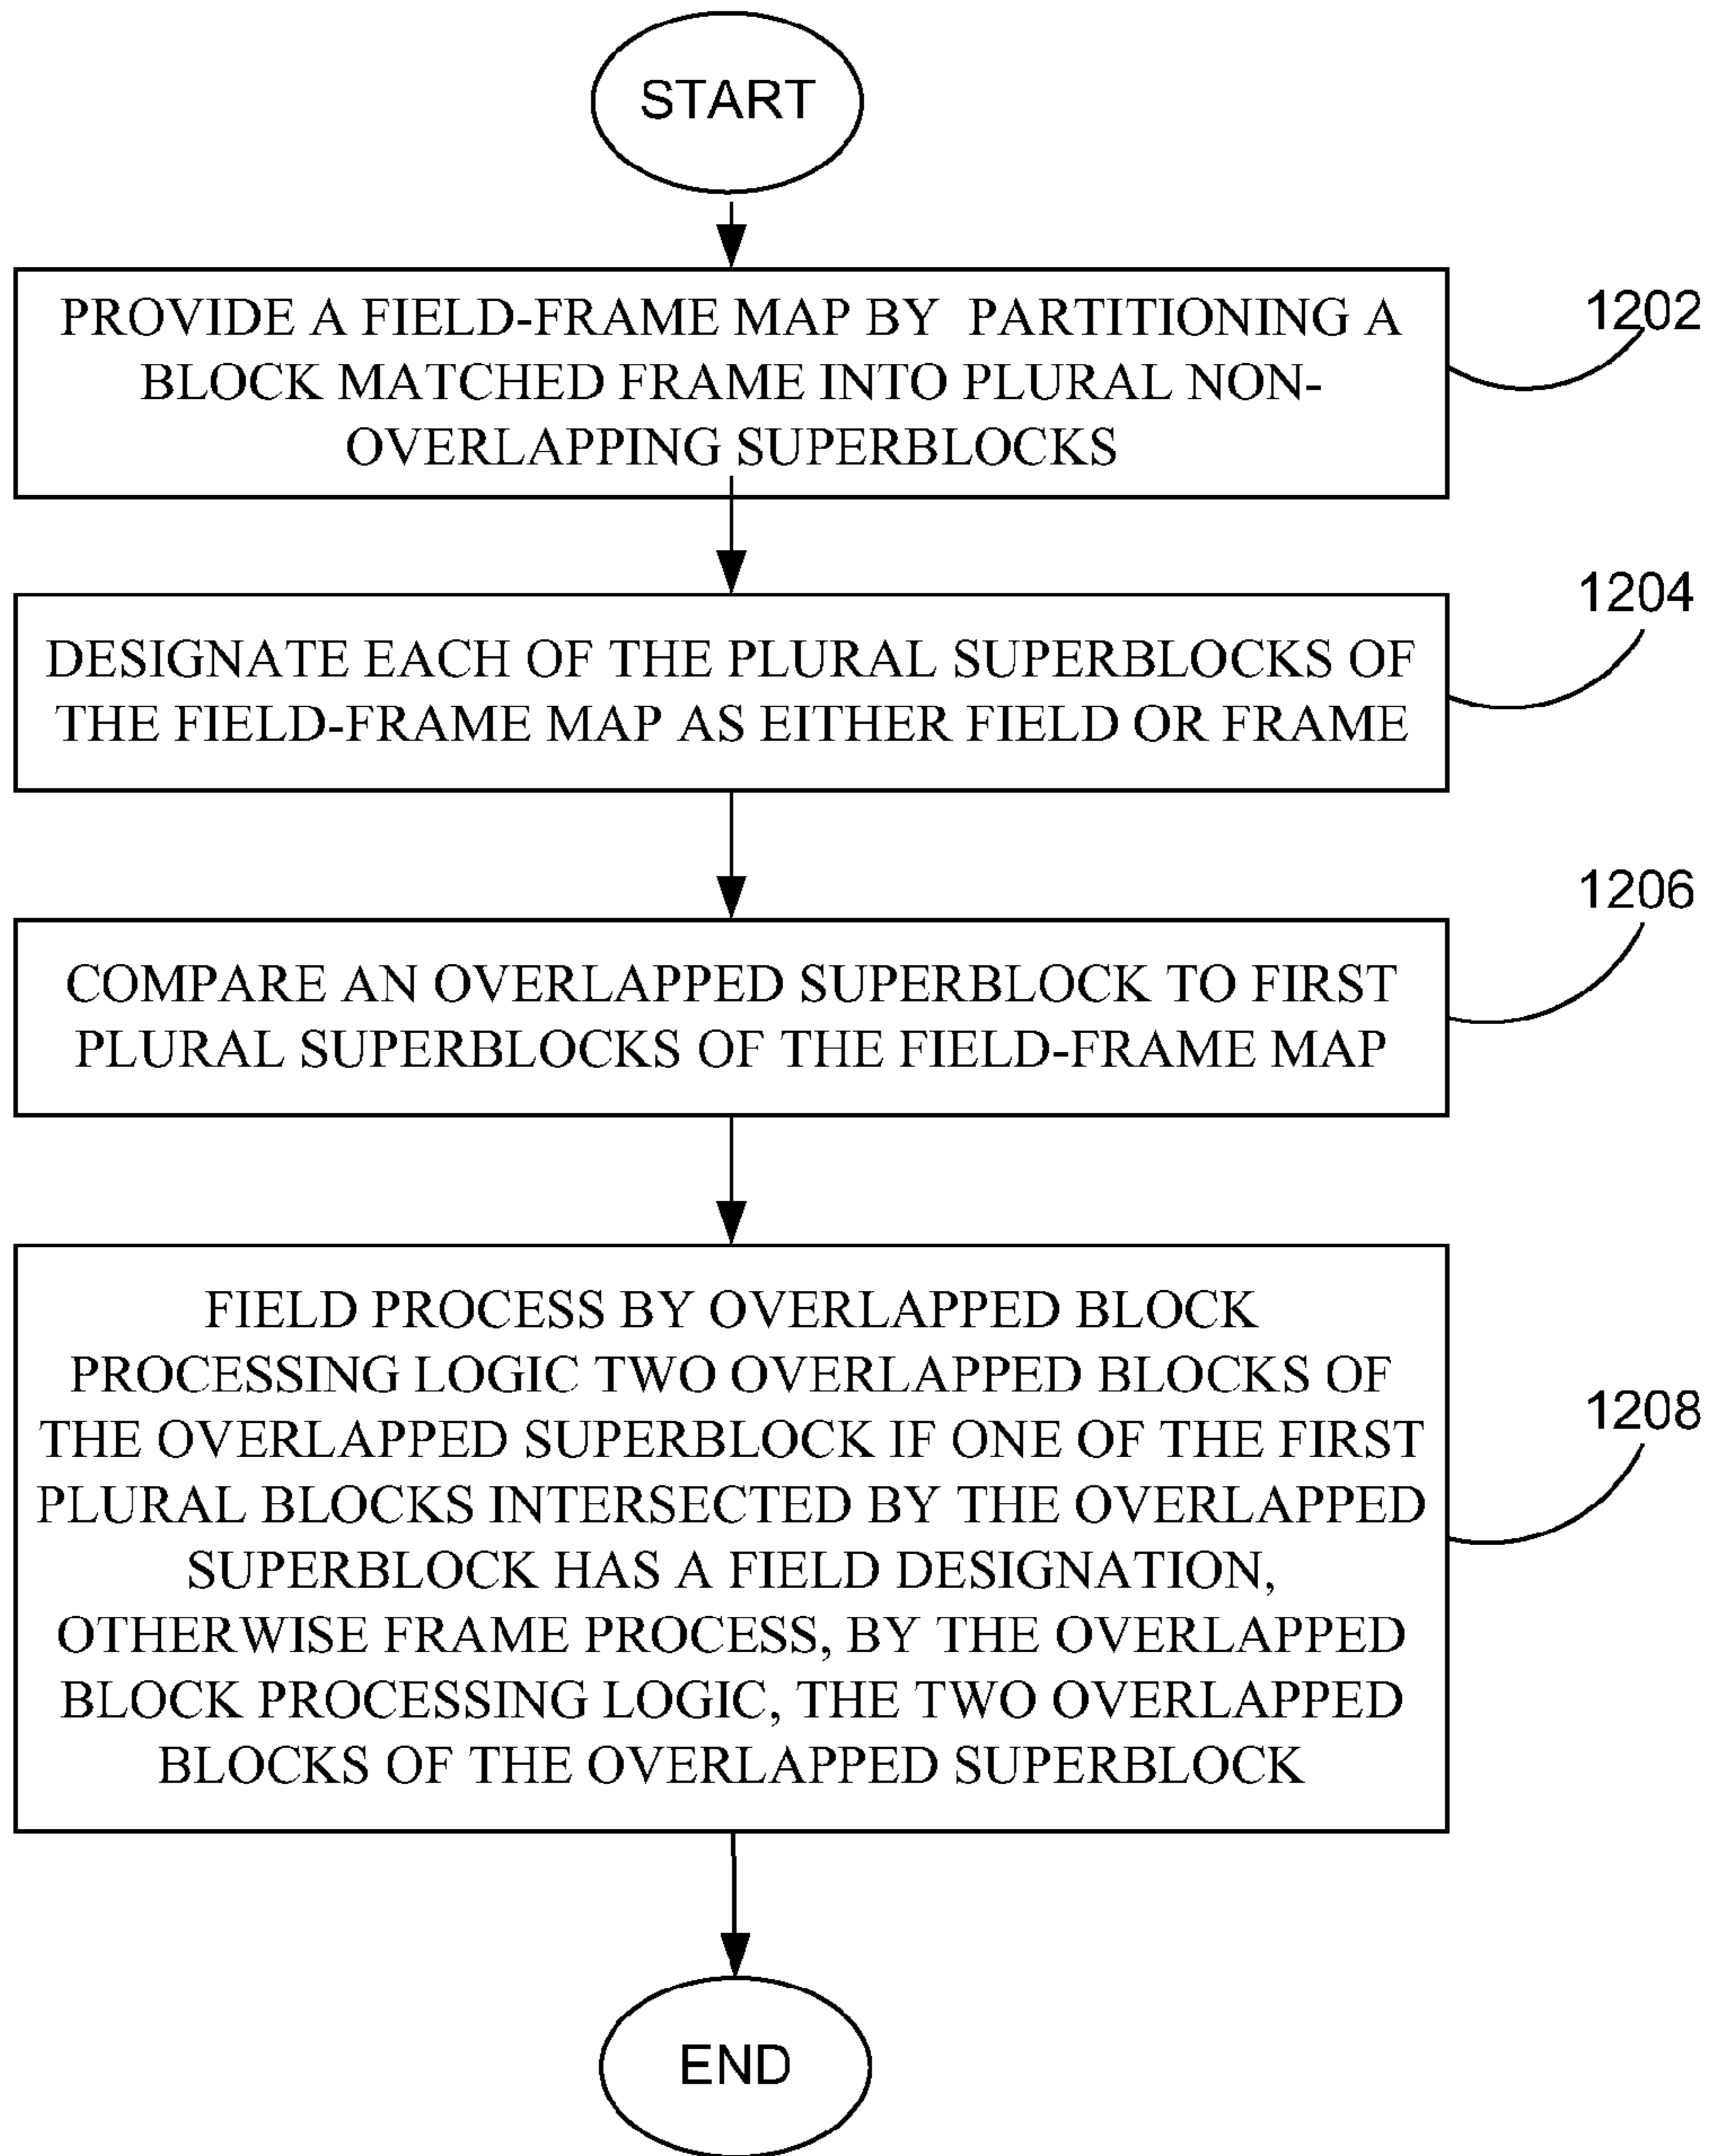 START
PROVIDE A FIELD-FRAME MAP BY PARTITIONING A
BLOCK MATCHED FRAME INTO PLURAL NON-
OVERLAPPING SUPERBLOCKS
1202
DESIGNATE EACH OF THE PLURAL SUPERBLOCKS OF
THE FIELD-FRAME MAP AS EITHER FIELD OR FRAME
1204
COMPARE AN OVERLAPPED SUPERBLOCK TO FIRST
PLURAL SUPERBLOCKS OF THE FIELD-FRAME MAP
1206
FIELD PROCESS BY OVERLAPPED BLOCK
PROCESSING LOGIC TWO OVERLAPPED BLOCKS OF
THE OVERLAPPED SUPERBLOCK IF ONE OF THE FIRST
PLURAL BLOCKS INTERSECTED BY THE OVERLAPPED
SUPERBLOCK HAS A FIELD DESIGNATION,
OTHERWISE FRAME PROCESS, BY THE OVERLAPPED
BLOCK PROCESSING LOGIC, THE TWO OVERLAPPED
BLOCKS OF THE OVERLAPPED SUPERBLOCK
1208
END